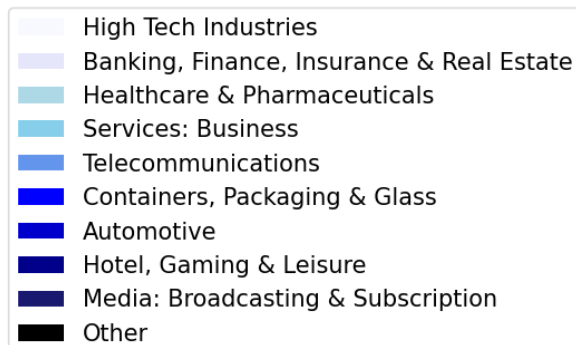 High Tech Industries
Banking, Finance, Insurance & Real Estate
Healthcare & Pharmaceuticals
Services: Business
Telecommunications
Containers, Packaging & Glass
Automotive
Hotel, Gaming & Leisure
Media: Broadcasting & Subscription
Other